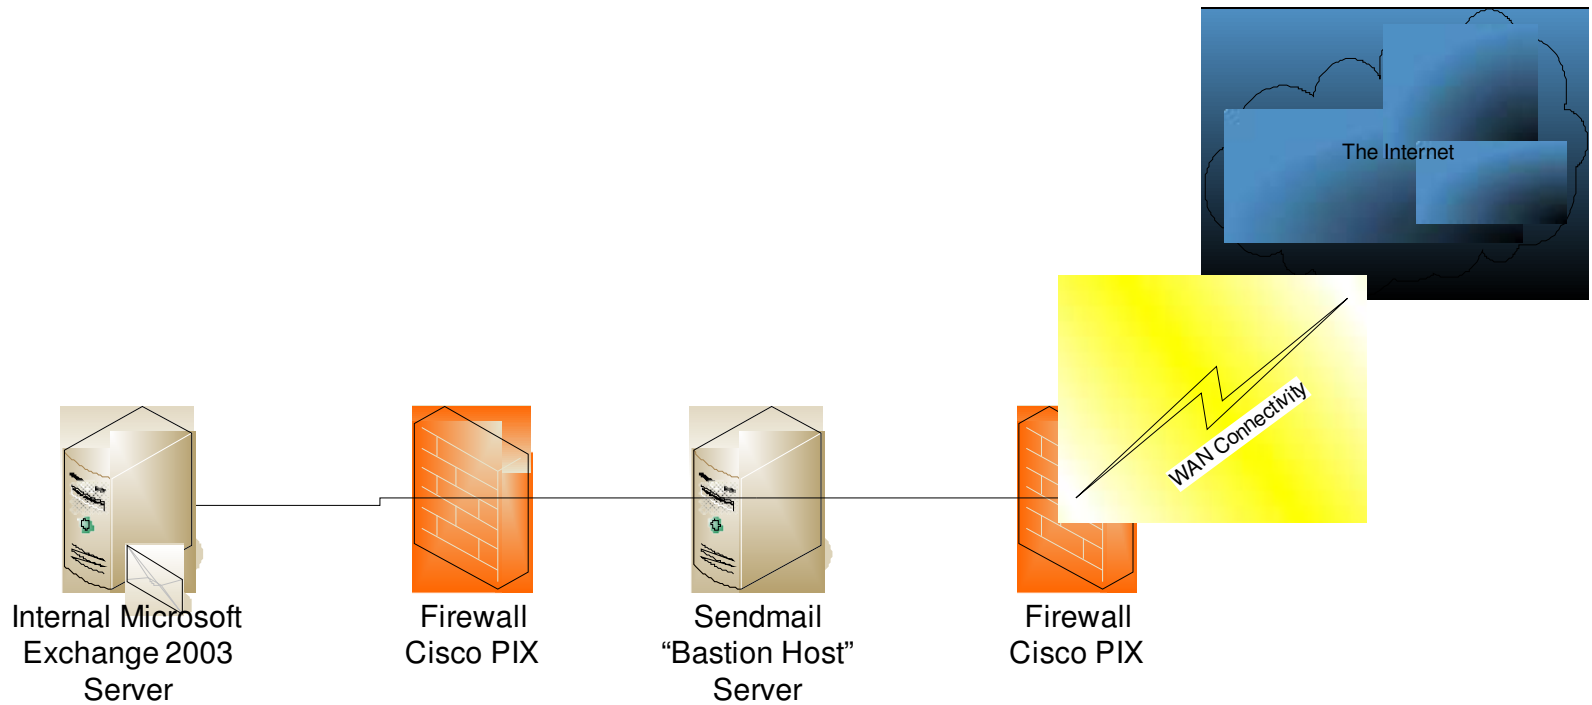 The Internet
WAN Connectivity
Internal Microsoft
Exchange 2003
Server
Firewall
Cisco PIX
Sendmail
“Bastion Host”
Server
Firewall
Cisco PIX